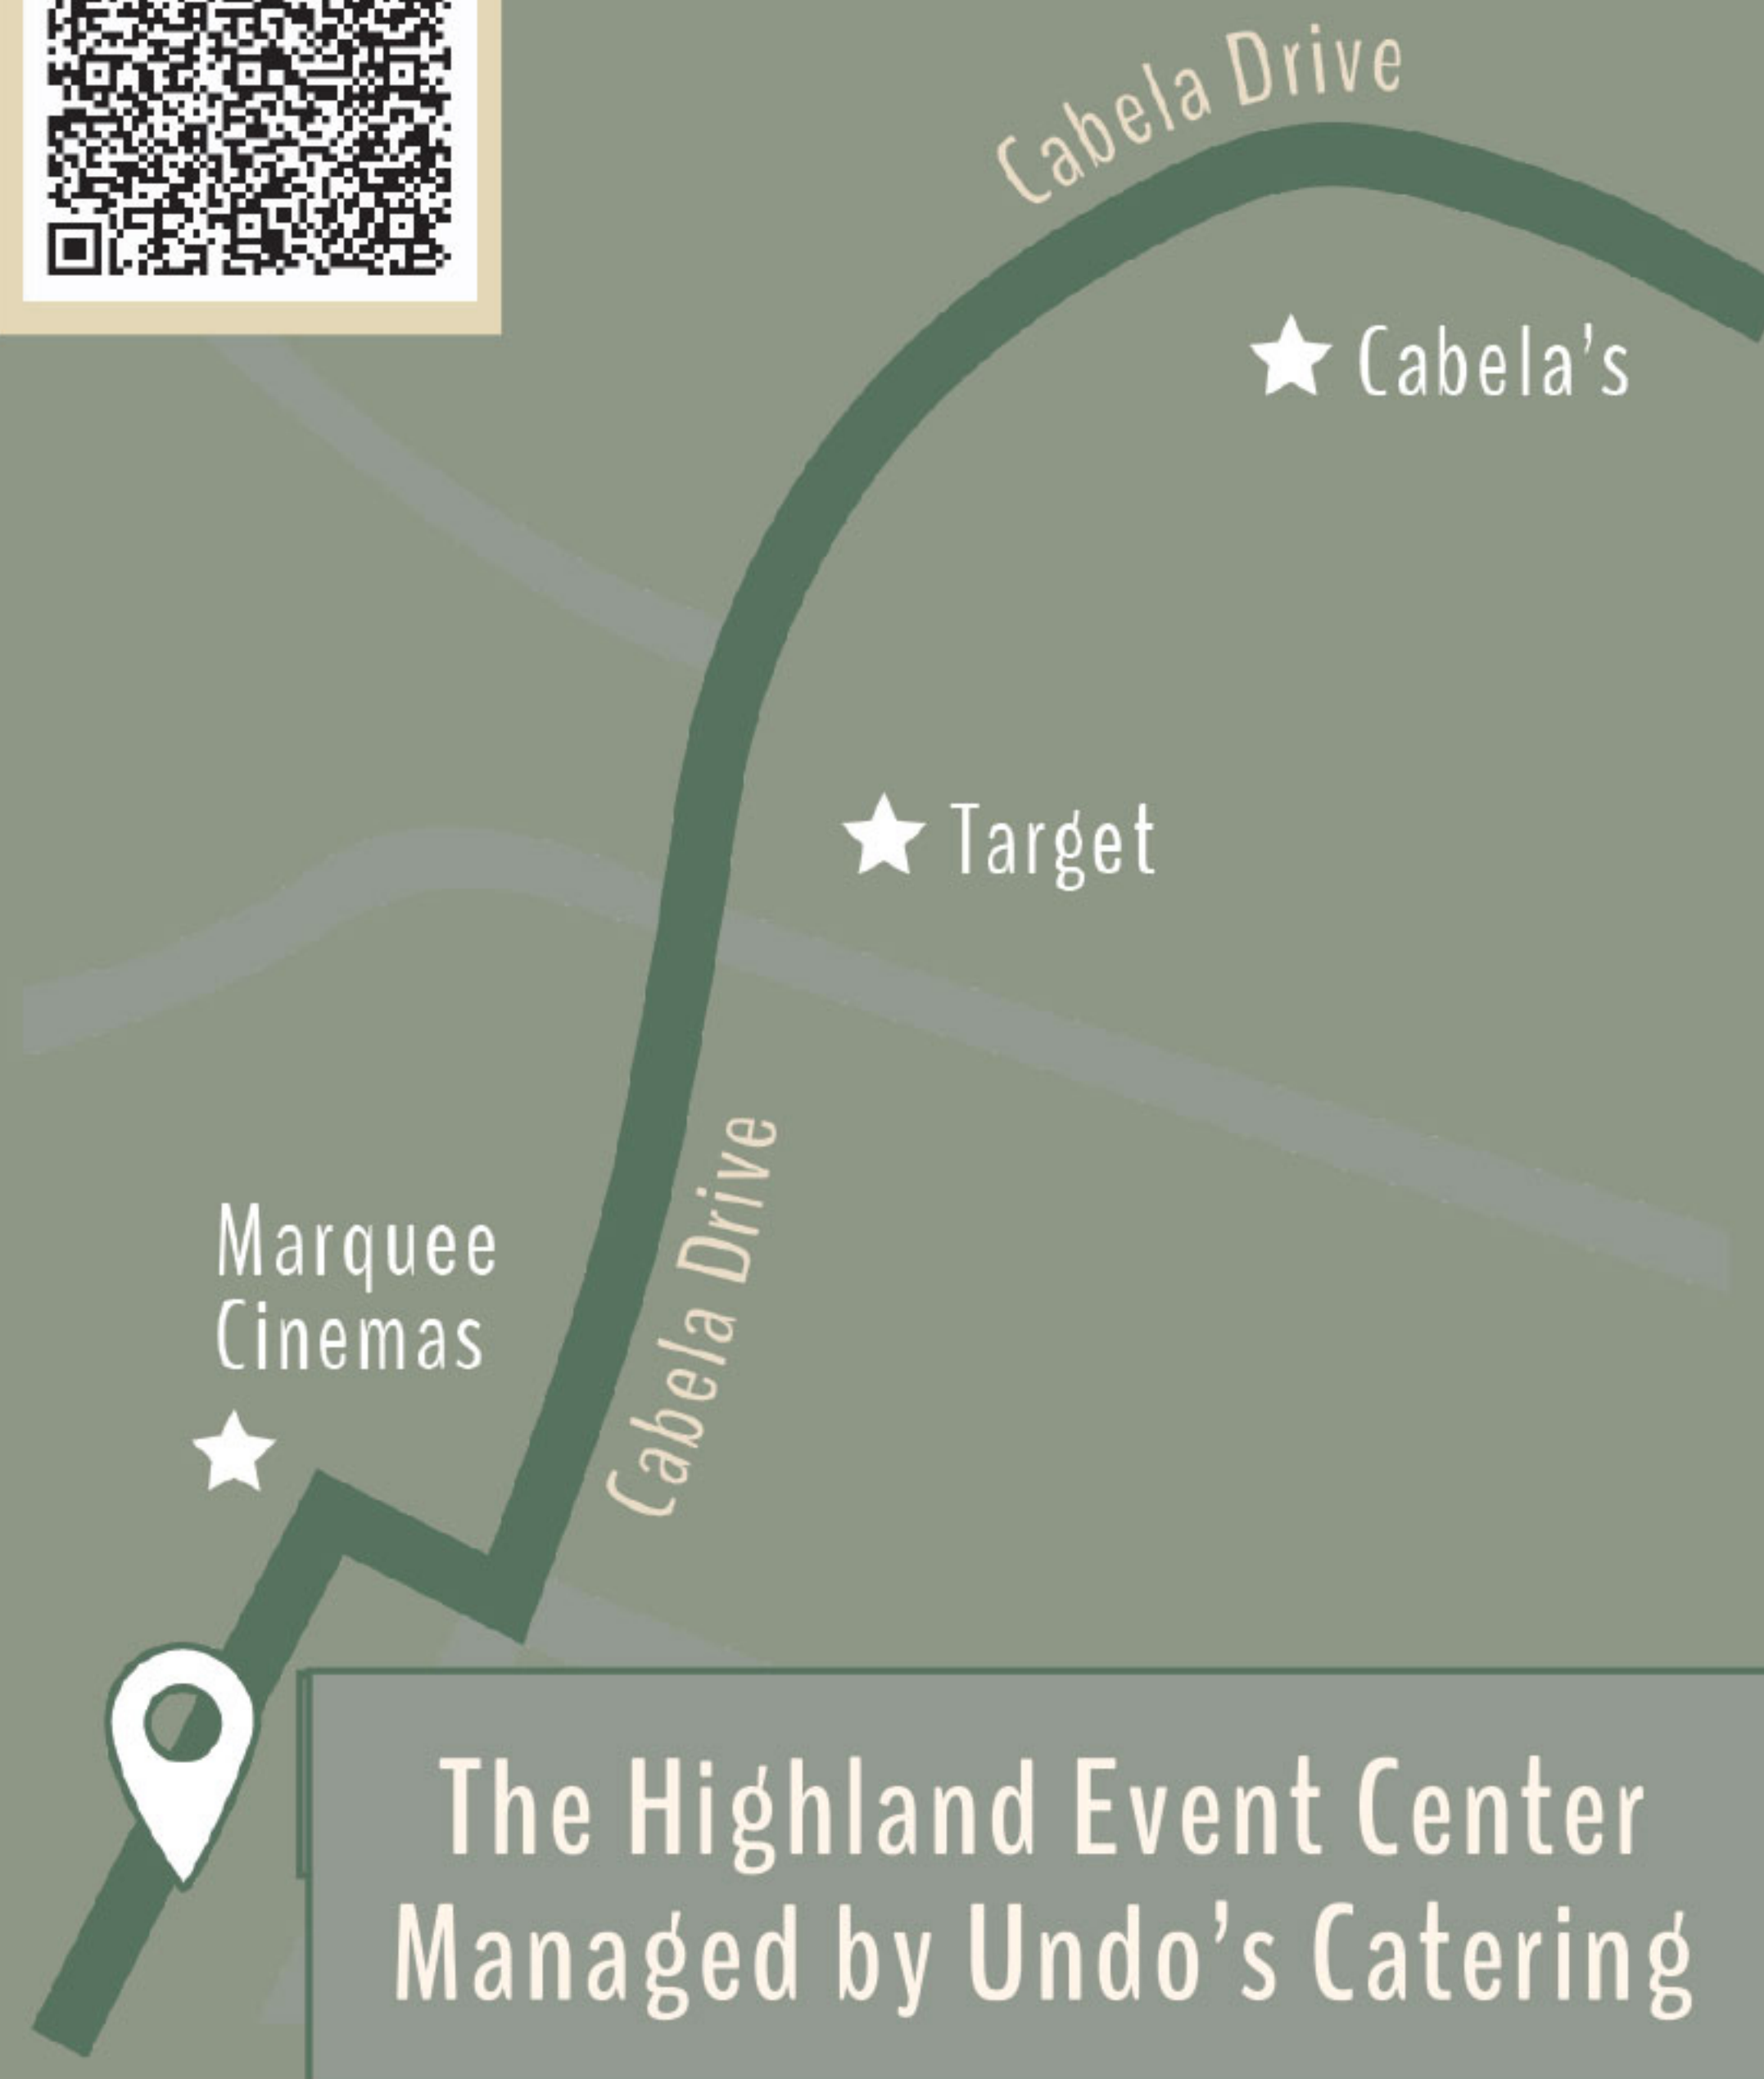 Cabela Drive
Cabela's
Target
Cabela Drive
Marquee
Cinemas
The Highland Event Center
Managed by Undo's Catering